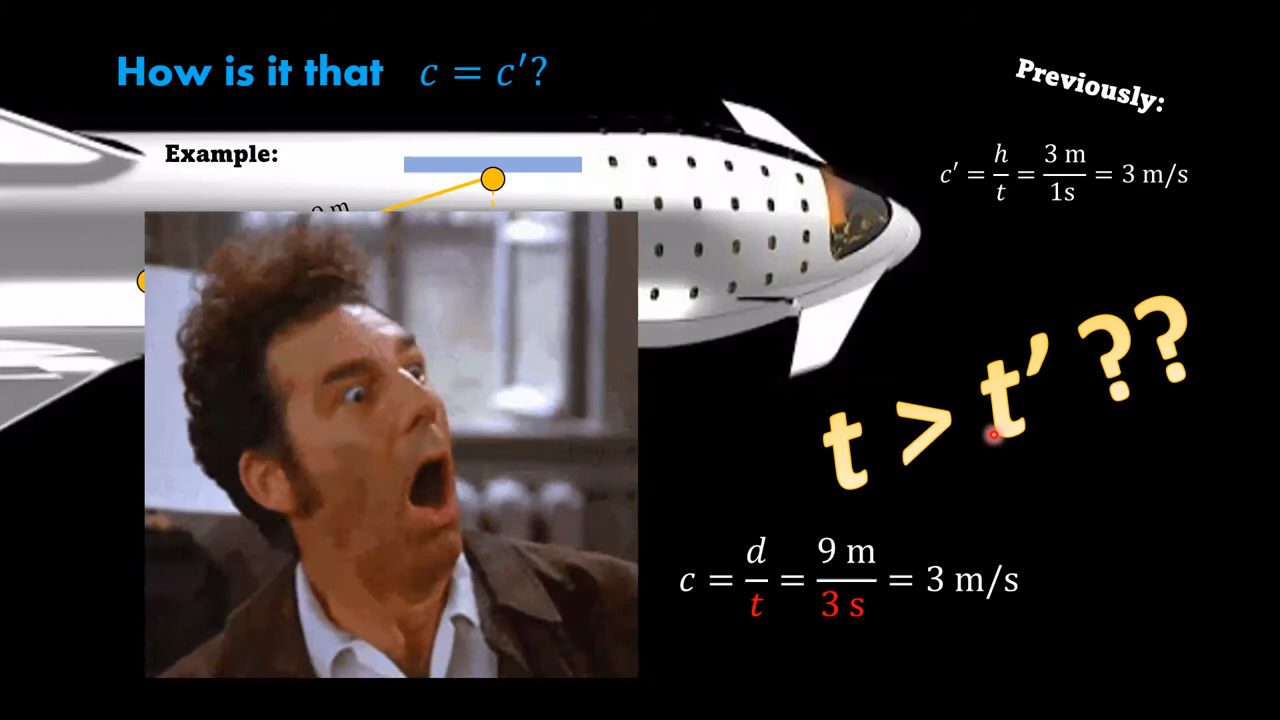 How is it that c = c′?
Previously:
Example:
c′ = h/t = 3 m/1s = 3 m/s
t > t′ ??
c = d/t = 9 m/3 s = 3 m/s